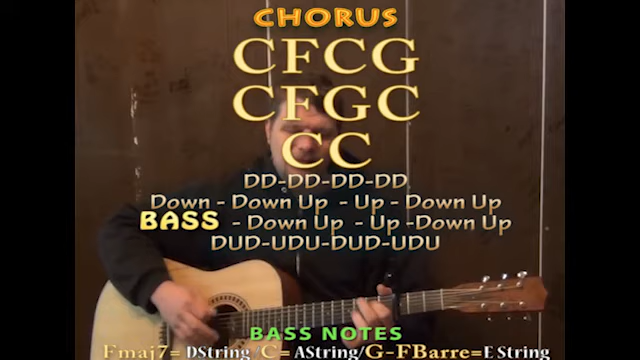 CHORUS
CFCG
CFGC
CC
DD-DD-DD-DD
Down - Down Up - Up - Down Up
BASS - Down Up - Up -Down Up
DUD-UDU-DUD-UDU
BASS NOTES
Fmaj7= DString /C= AString/G-FBarre=E String